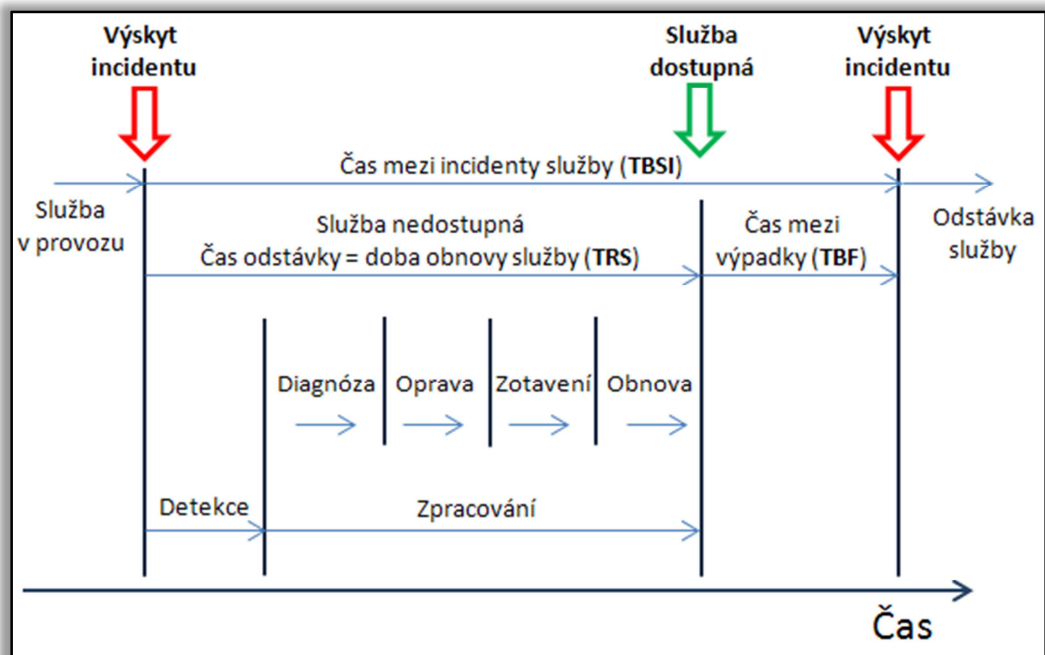 Výskyt
incidentu
Služba
dostupná
Výskyt
incidentu
Čas mezi incidenty služby (TBSI)
Služba
v provozu
Služba nedostupná
Čas odstávky = doba obnovy služby (TRS)
Čas mezi
výpadky (TBF)
Odstávka
služby
Diagnóza
Oprava
Zotavení
Obnova
Detekce
Zpracování
Čas